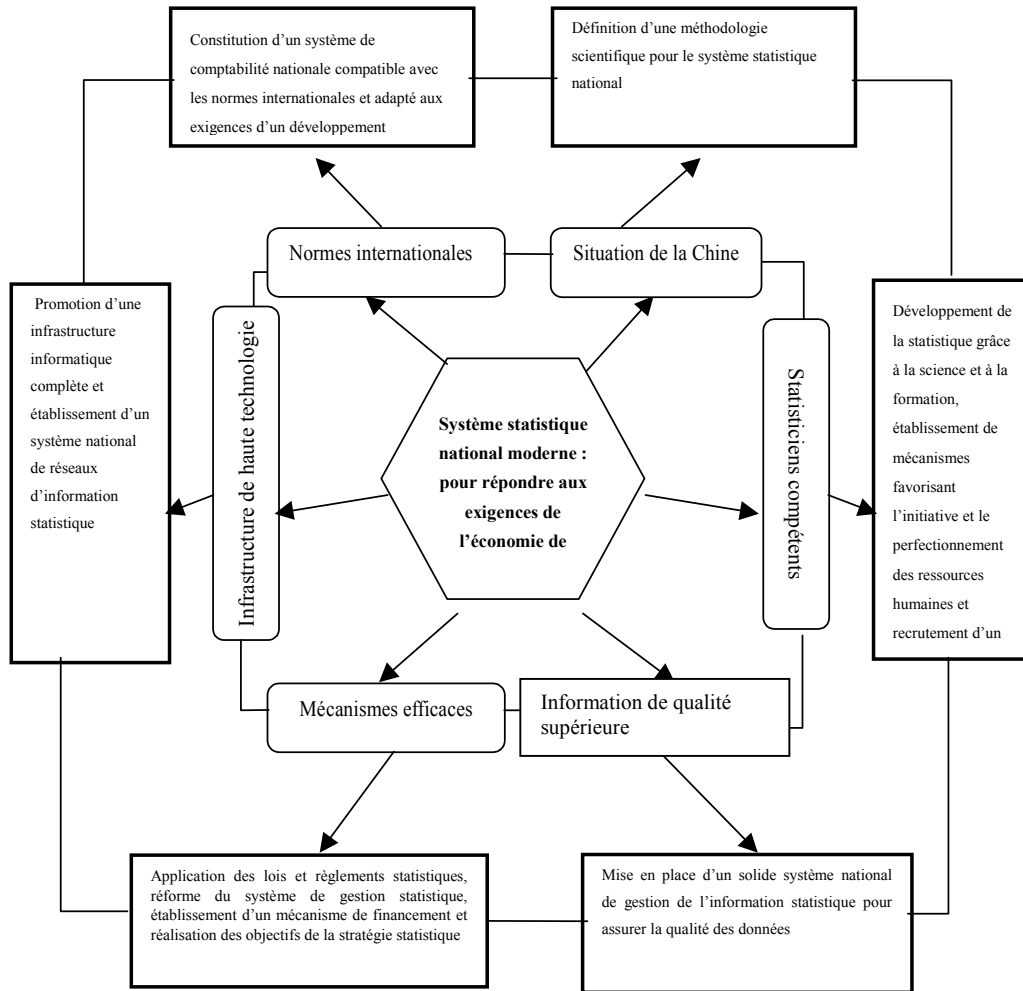 Constitution d’un système de
comptabilité nationale compatible avec
les normes internationales et adapté aux
exigences d’un développement
Définition d’une méthodologie
scientifique pour le système statistique
national
Normes internationales
Situation de la Chine
Promotion d’une
infrastructure
informatique
complète et
établissement d’un
système national
de réseaux
d’information
statistique
Infrastructure de haute technologie
Système statistique
national moderne :
pour répondre aux
exigences de
l’économie de
Statisticiens compétents
Développement de
la statistique grâce
à la science et à la
formation,
établissement de
mécanismes
favorisant
l’initiative et le
perfectionnement
des ressources
humaines et
recrutement d’un
Mécanismes efficaces
Information de qualité
supérieure
Application des lois et règlements statistiques,
réforme du système de gestion statistique,
établissement d’un mécanisme de financement et
réalisation des objectifs de la stratégie statistique
Mise en place d’un solide système national
de gestion de l’information statistique pour
assurer la qualité des données